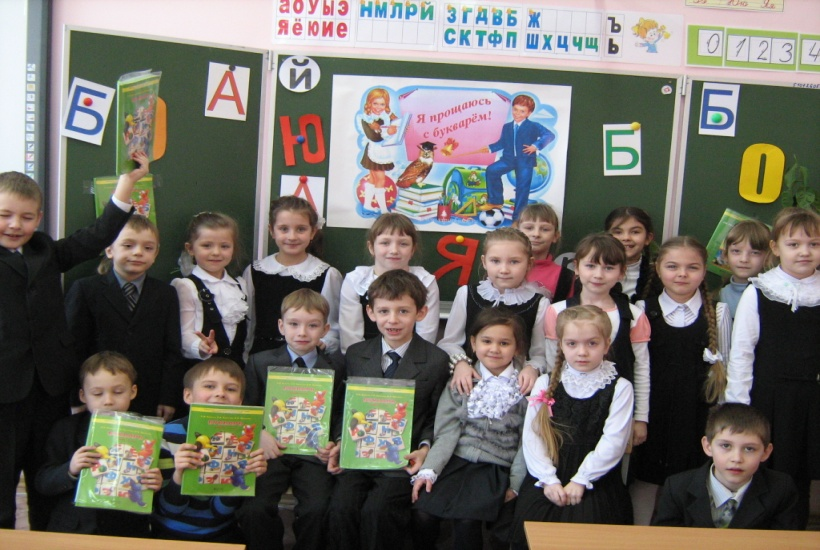 а о У Ы Э
Я Ё Ю И Е
Н М Л Р Й
З Г Д В Б
С К Т Ф П
Ж
Ш Х Ц Ч Щ
Ъ
Ь
0 1 2 3 4
Б
А
Й
Ю
Я прощаюсь
с букварём!
Б
Б
О
Я